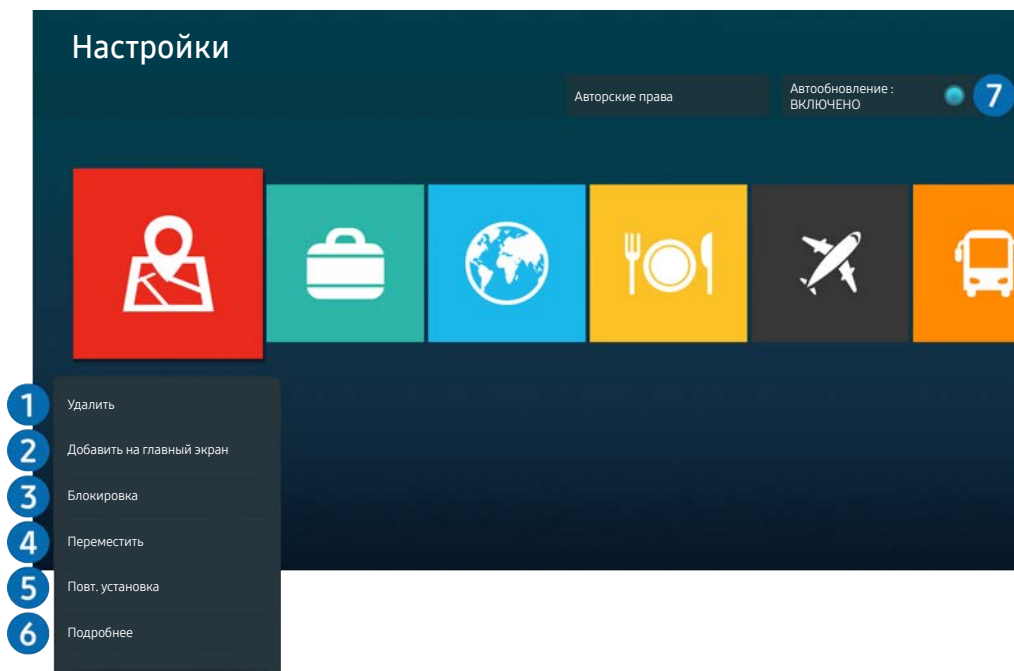 Настройки
Авторские права
Автообновление :
ВКЛЮЧЕНО
7
1
Удалить
2
Добавить на главный экран
3
Блокировка
4
Переместить
5
Повт. установка
6
Подробнее